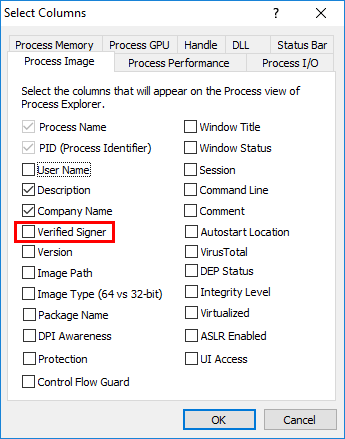 Select Columns
Process Memory
Process GPU
Handle
DLL
Status Bar
Process Image
Process Performance
Process I/O
Select the columns that will appear on the Process view of
Process Explorer.
Process Name
PID (Process Identifier)
User Name
Description
Company Name
Verified Signer
Version
Image Path
Image Type (64 vs 32-bit)
Package Name
DPI Awareness
Protection
Control Flow Guard
Window Title
Window Status
Session
Command Line
Comment
Autostart Location
VirusTotal
DEP Status
Integrity Level
Virtualized
ASLR Enabled
UI Access
OK
Cancel